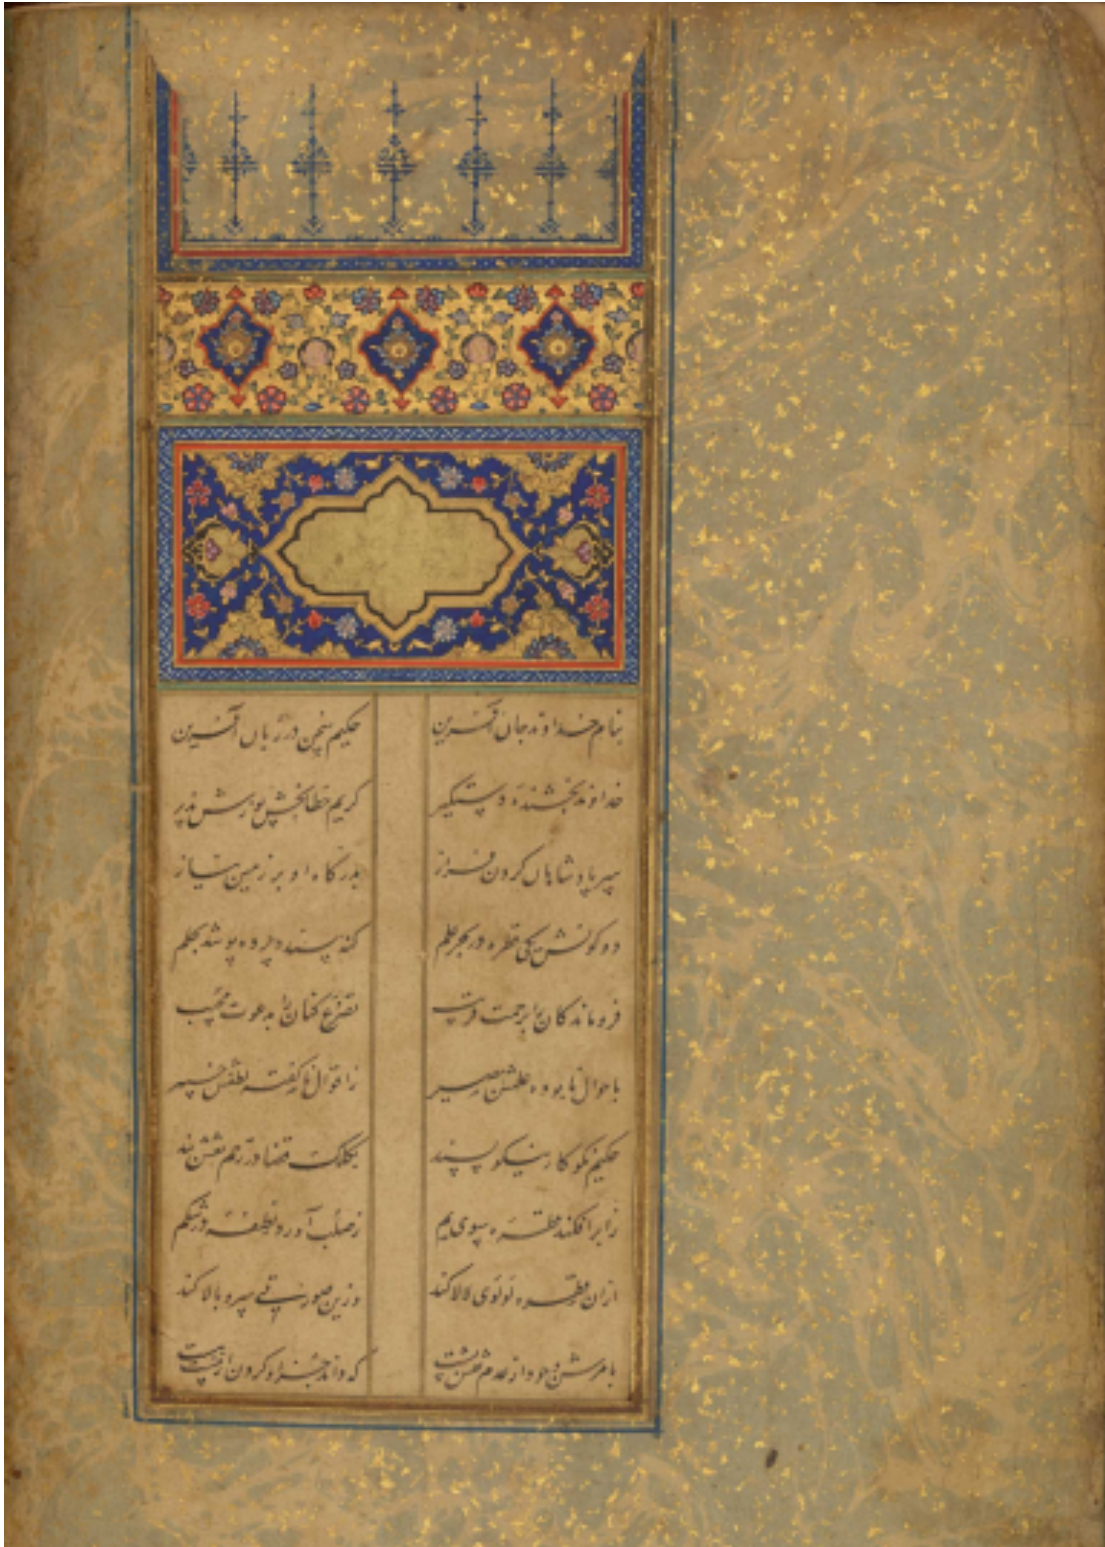 بنام خداوند جان آفرین حکیم سخن در زبان آفرین
خداوند بخشنده دستگیر کریم خطابخش پوزش پذیر
سر پادشاهان گردن فراز بدرگاه او بر زمین نیاز
دو کونش یکی قطره در بحر علم گنه بیند و پرده پوشد بحلم
فروماندگان را برحمت قریب تضرع کنان را بدعوت مجیب
باحوال نابوده علمش بصیر ز اقوال ناگفته لطفش خبیر
حکیم نکوکار نیکو پسند بکلک قضا در رحم نقش بند
ز ابر افکند قطره سوی یم ز صلب آورد نطفه در شکم
ازان قطره لولوی لالا کند وزین صورتی سرو بالا کند
بامرش وجود از عدم نقش بست که داند جز او کردن از نیست هست